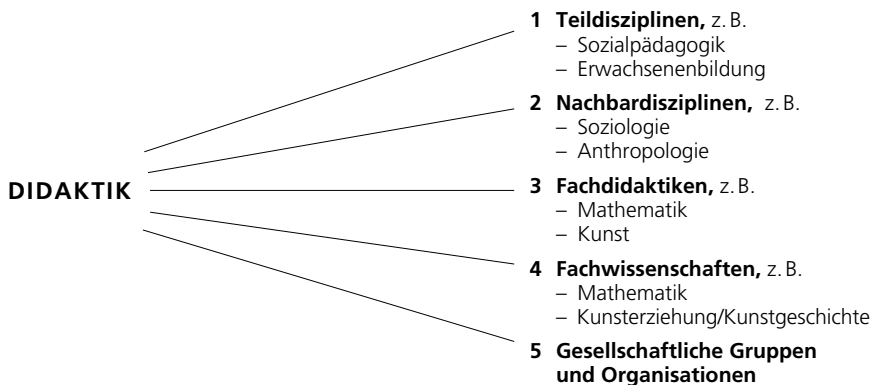 1 Teildisziplinen, z. B.
– Sozialpädagogik
– Erwachsenenbildung
2 Nachbardisziplinen, z. B.
– Soziologie
– Anthropologie
DIDAKTIK
3 Fachdidaktiken, z. B.
– Mathematik
– Kunst
4 Fachwissenschaften, z. B.
– Mathematik
– Kunsterziehung/Kunstgeschichte
5 Gesellschaftliche Gruppen
und Organisationen